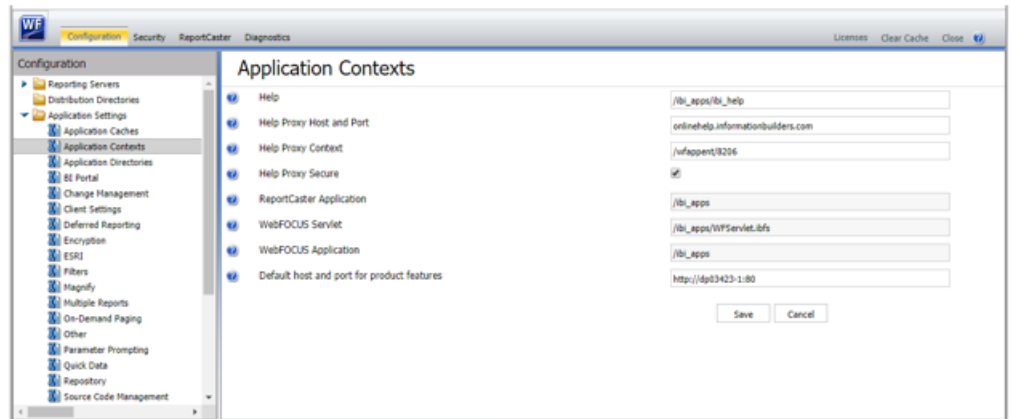 WF
Configuration Security ReportCaster Diagnostics Licenses Clear Cache Close
Configuration
Reporting Servers
Distribution Directories
Application Settings
Application Caches
Application Contexts
Application Directories
BI Portal
Change Management
Client Settings
Deferred Reporting
Encryption
ESRI
Filters
Magnify
Multiple Reports
On-Demand Paging
Other
Parameter Prompting
Quick Data
Repository
Source Code Management
Application Contexts
Help /ibi_apps/ibi_help
Help Proxy Host and Port onlinehelp.informationbuilders.com
Help Proxy Context /wfappent/8206
Help Proxy Secure
ReportCaster Application /ibi_apps
WebFOCUS Servlet /ibi_apps/WFServlet.ibfs
WebFOCUS Application /ibi_apps
Default host and port for product features http://dp03423-1:80
Save Cancel